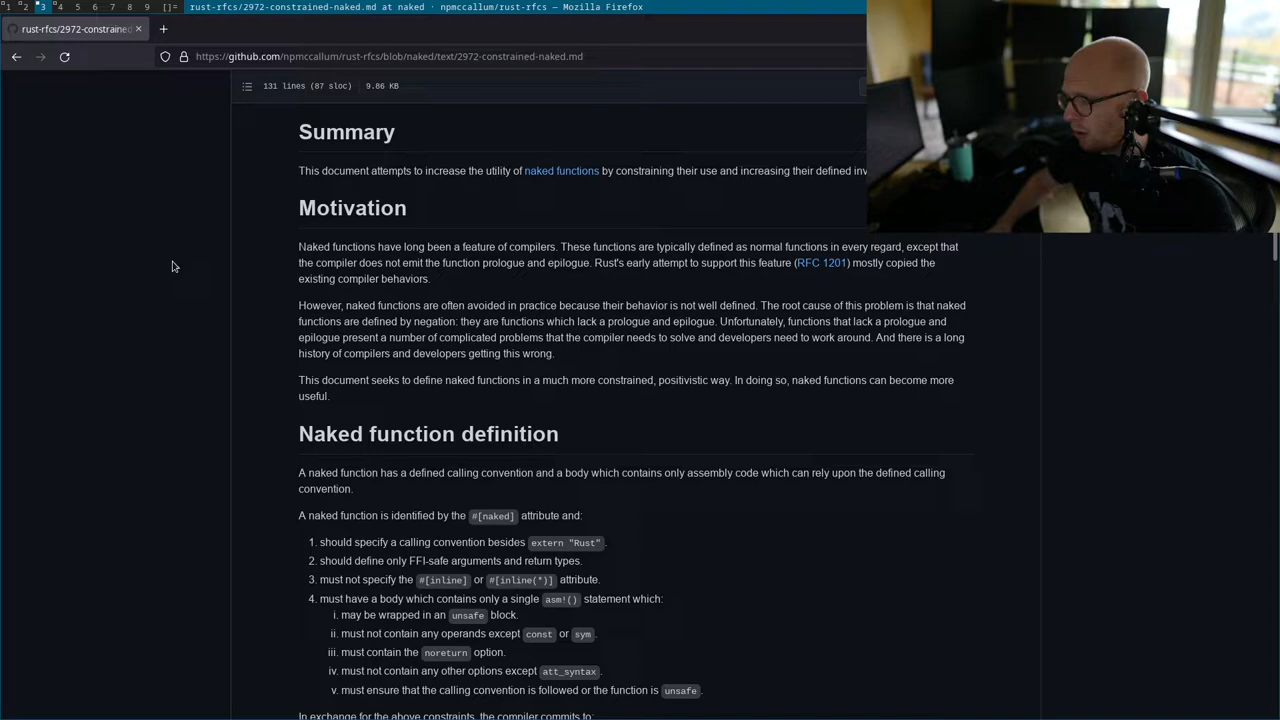 1 2 3 4 5 6 7 8 9 []= rust-rfcs/2972-constrained-naked.md at naked · npmccallum/rust-rfcs — Mozilla Firefox
rust-rfcs/2972-constrained
https://github.com/npmccallum/rust-rfcs/blob/naked/text/2972-constrained-naked.md
131 lines (87 sloc) 9.86 KB
Summary
This document attempts to increase the utility of naked functions by constraining their use and increasing their defined inv
Motivation
Naked functions have long been a feature of compilers. These functions are typically defined as normal functions in every regard, except that
the compiler does not emit the function prologue and epilogue. Rust's early attempt to support this feature (RFC 1201) mostly copied the
existing compiler behaviors.
However, naked functions are often avoided in practice because their behavior is not well defined. The root cause of this problem is that naked
functions are defined by negation: they are functions which lack a prologue and epilogue. Unfortunately, functions that lack a prologue and
epilogue present a number of complicated problems that the compiler needs to solve and developers need to work around. And there is a long
history of compilers and developers getting this wrong.
This document seeks to define naked functions in a much more constrained, positivistic way. In doing so, naked functions can become more
useful.
Naked function definition
A naked function has a defined calling convention and a body which contains only assembly code which can rely upon the defined calling
convention.
A naked function is identified by the #[naked] attribute and:
1. should specify a calling convention besides extern "Rust".
2. should define only FFI-safe arguments and return types.
3. must not specify the #[inline] or #[inline(*)] attribute.
4. must have a body which contains only a single asm!() statement which:
i. may be wrapped in an unsafe block.
ii. must not contain any operands except const or sym.
iii. must contain the noreturn option.
iv. must not contain any other options except att_syntax.
v. must ensure that the calling convention is followed or the function is unsafe.
In exchange for the above constraints, the compiler commits to: